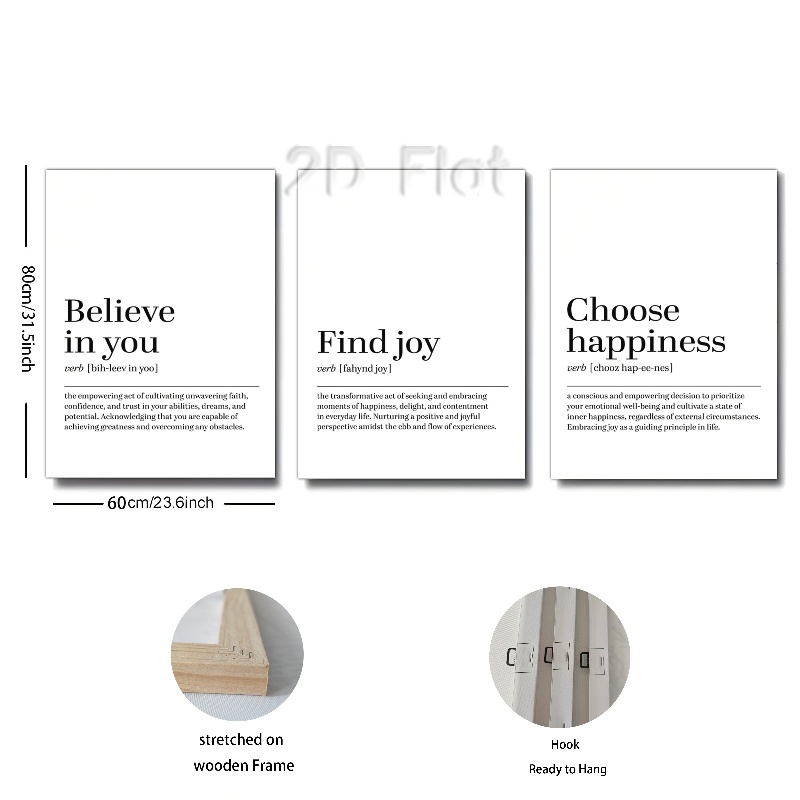 2D Flat
80cm/31.5inch
Believe
in you
verb [bih-leev in yoo]
the empowering act of cultivating unwavering faith,
confidence, and trust in your abilities, dreams, and
potential. Acknowledging that you are capable of
achieving greatness and overcoming any obstacles.
Find joy
verb [fahynd joy]
the transformative act of seeking and embracing
moments of happiness, delight, and contentment
in everyday life. Nurturing a positive and joyful
perspective amidst the ebb and flow of experiences.
Choose
happiness
verb [chooz hap-ee-nes]
a conscious and empowering decision to prioritize
your emotional well-being and cultivate a state of
inner happiness, regardless of external circumstances.
Embracing joy as a guiding principle in life.
60cm/23.6inch
stretched on
wooden Frame
Hook
Ready to Hang